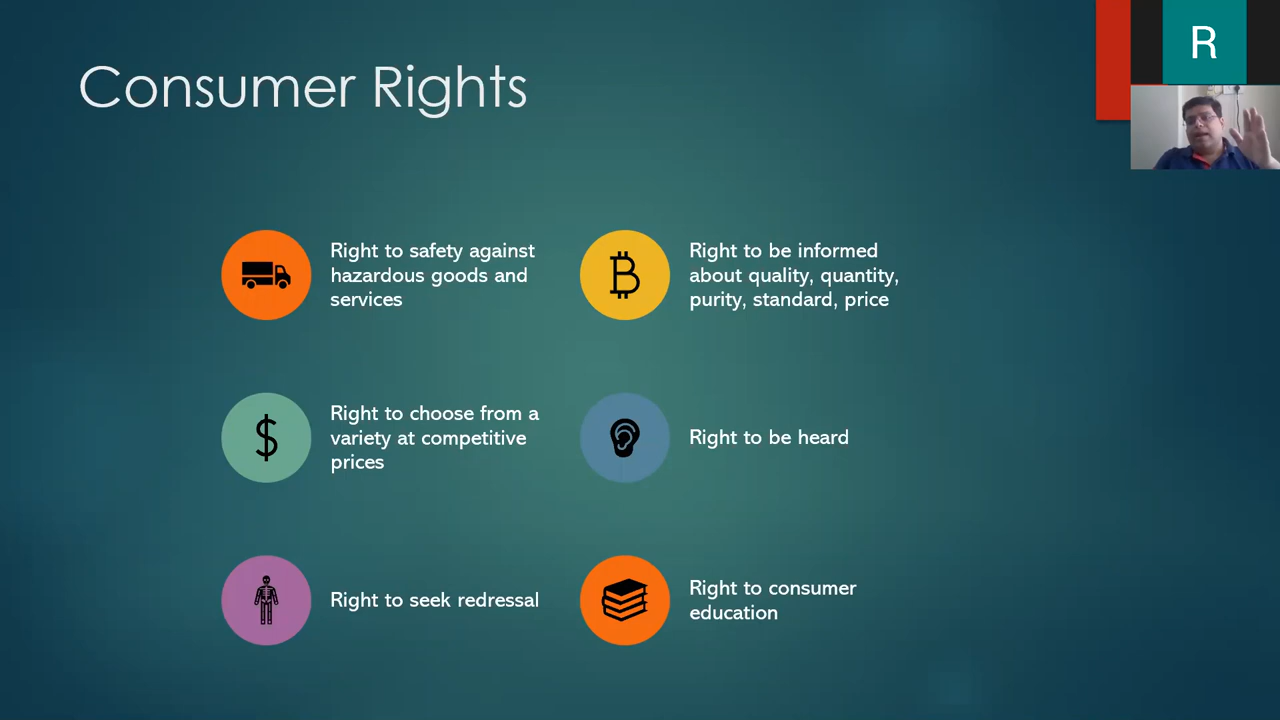 Consumer Rights
R
Right to safety against
hazardous goods and
services
Right to be informed
about quality, quantity,
purity, standard, price
Right to choose from a
variety at competitive
prices
Right to be heard
Right to seek redressal
Right to consumer
education